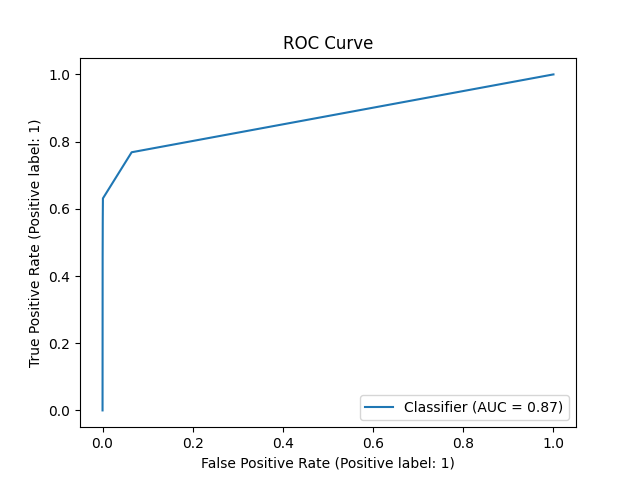 ROC Curve
1.0
0.8
0.6
0.4
0.2
0.0
True Positive Rate (Positive label: 1)
Classifier (AUC = 0.87)
0.0 0.2 0.4 0.6 0.8 1.0
False Positive Rate (Positive label: 1)